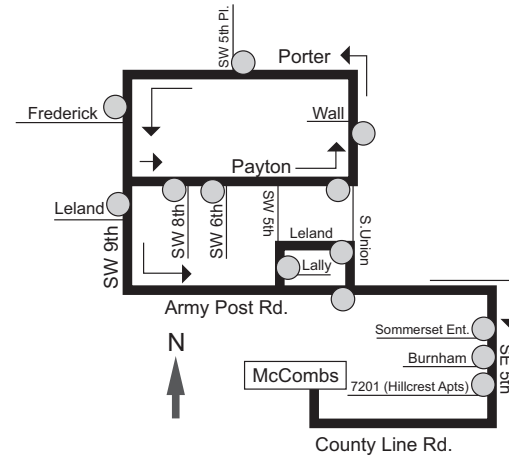 SW 5th Pl.
Porter
Frederick
Wall
Payton
Leland
SW 9th
SW 8th
SW 6th
SW 5th
S.Union
Leland
Lally
Army Post Rd.
N
Sommerset Ent.
SE 5th
Burnham
McCombs
7201 (Hillcrest Apts)
County Line Rd.